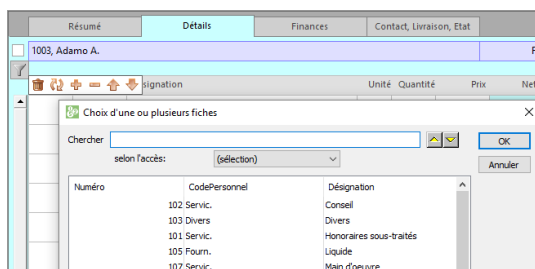 Résumé Détails Finances Contact, Livraison, Etat
1003, Adamo A.
signation Unité Quantité Prix Net
Choix d'une ou plusieurs fiches
Chercher OK
selon l'accès: (sélection) Annuler
Numéro CodePersonnel Désignation
102 Servic. Conseil
103 Divers Divers
101 Servic. Honoraires sous-traités
105 Fourn. Liquide
107 Servic. Main d'oeuvre